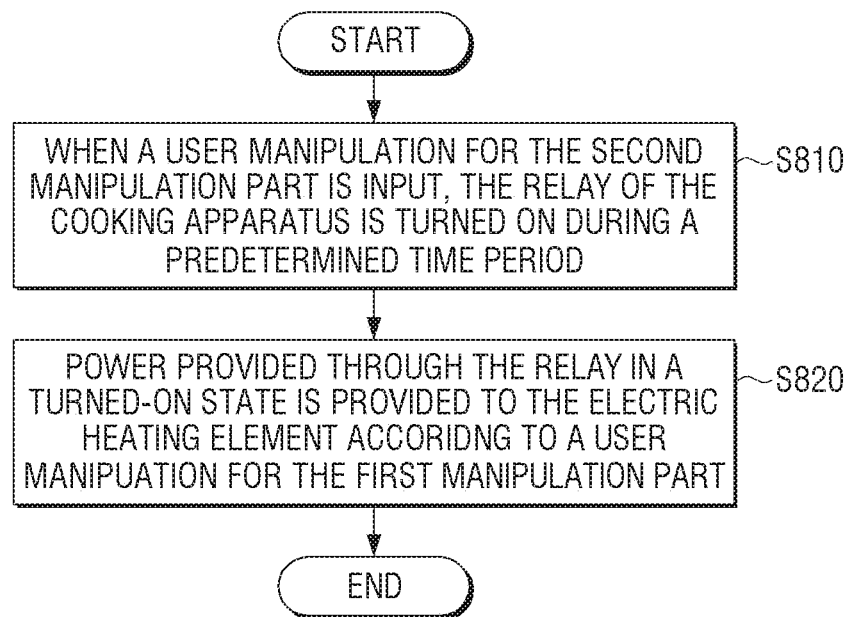 START
WHEN A USER MANIPULATION FOR THE SECOND
MANIPULATION PART IS INPUT, THE RELAY OF THE
COOKING APPARATUS IS TURNED ON DURING A
PREDETERMINED TIME PERIOD
S810
POWER PROVIDED THROUGH THE RELAY IN A
TURNED-ON STATE IS PROVIDED TO THE ELECTRIC
HEATING ELEMENT ACCORIDNG TO A USER
MANIPUATION FOR THE FIRST MANIPULATION PART
S820
END